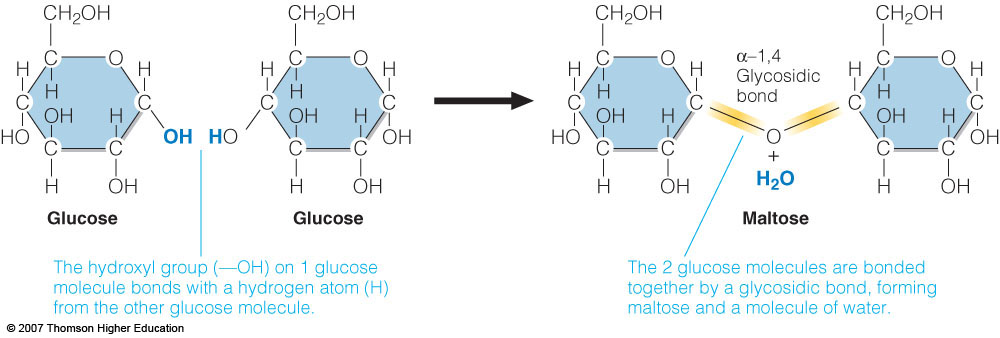 CH₂OH CH₂OH CH₂OH CH₂OH
C O C O C O C O
H H H H H H H H
H H α–1,4 H H
C OH C C OH C Glycosidic C OH C C OH C
H H bond H H
HO OH HO OH HO OH
C C C C C C O C C
H OH H OH + H OH H OH
H₂O
Glucose Glucose Maltose
The hydroxyl group (—OH) on 1 glucose
molecule bonds with a hydrogen atom (H)
from the other glucose molecule.
The 2 glucose molecules are bonded
together by a glycosidic bond, forming
maltose and a molecule of water.
© 2007 Thomson Higher Education